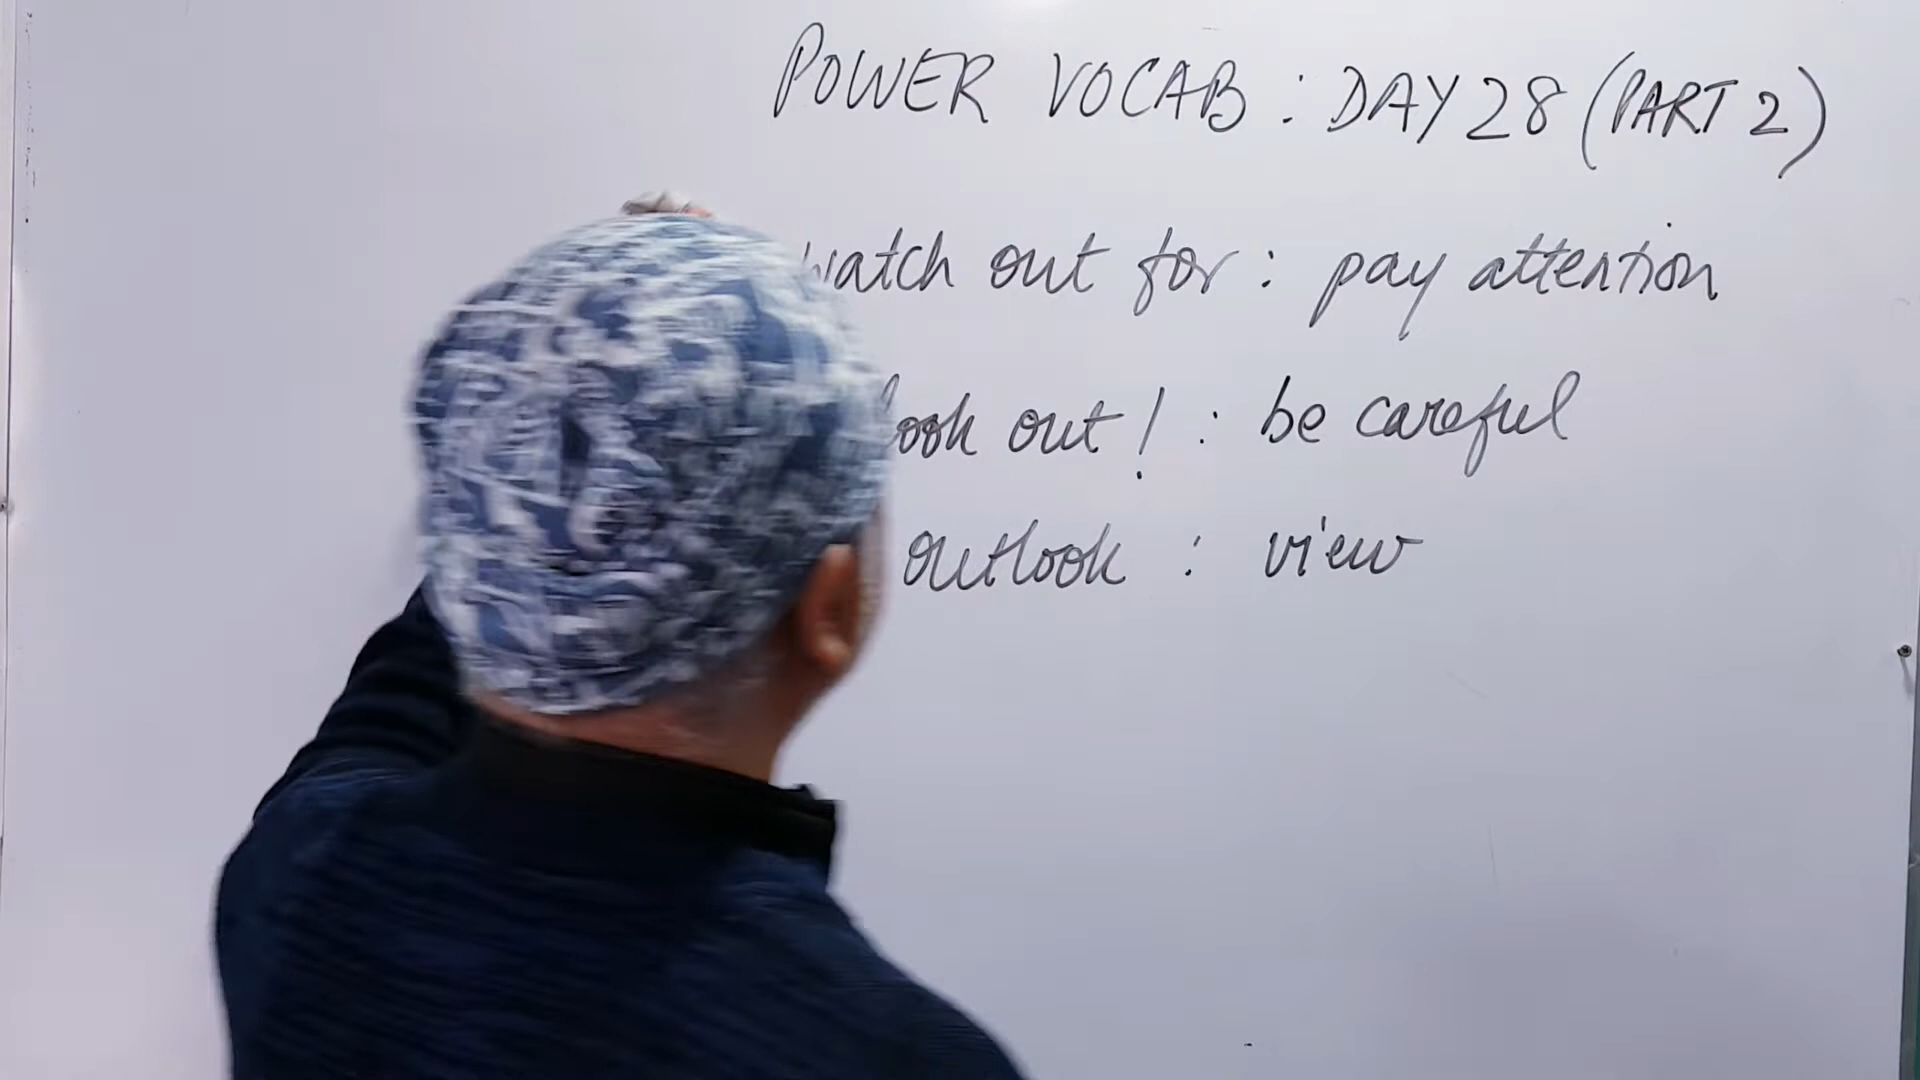 POWER VOCAB : DAY 28 (PART 2)
watch out for : pay attention
look out! : be careful
outlook : view